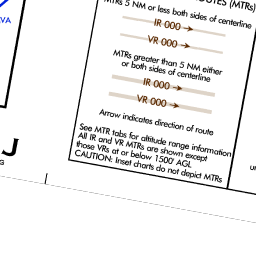 (MTRs)
MTRs 5 NM or less both sides of centerline
IR 000
VR 000
MTRs greater than 5 NM either
or both sides of centerline
IR 000
VR 000
Arrow indicates direction of route
See MTR tabs for altitude range information
All IR and VR MTRs are shown except
those VRs at or below 1500' AGL
CAUTION: Inset charts do not depict MTRs
J